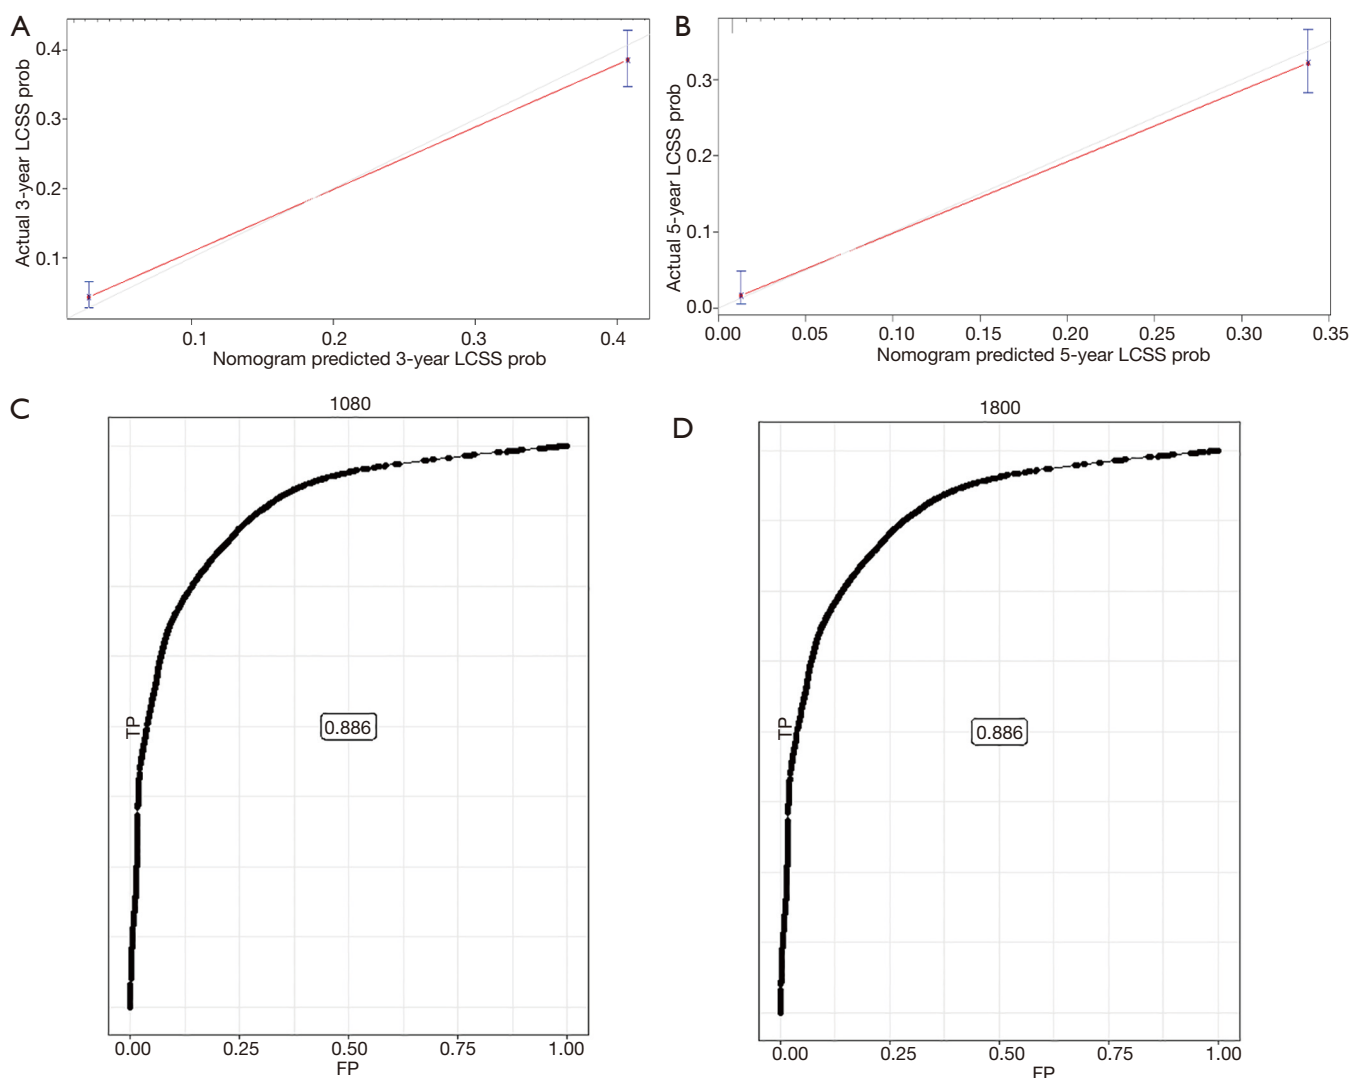 A
0.4
0.3
0.2
0.1
Actual 3-year LCSS prob
0.1 0.2 0.3 0.4
Nomogram predicted 3-year LCSS prob
B
0.3
0.2
0.1
0.0
Actual 5-year LCSS prob
0.00 0.05 0.10 0.15 0.20 0.25 0.30 0.35
Nomogram predicted 5-year LCSS prob
C
1080
TP
0.886
0.00 0.25 0.50 0.75 1.00
FP
D
1800
TP
0.886
0.00 0.25 0.50 0.75 1.00
FP